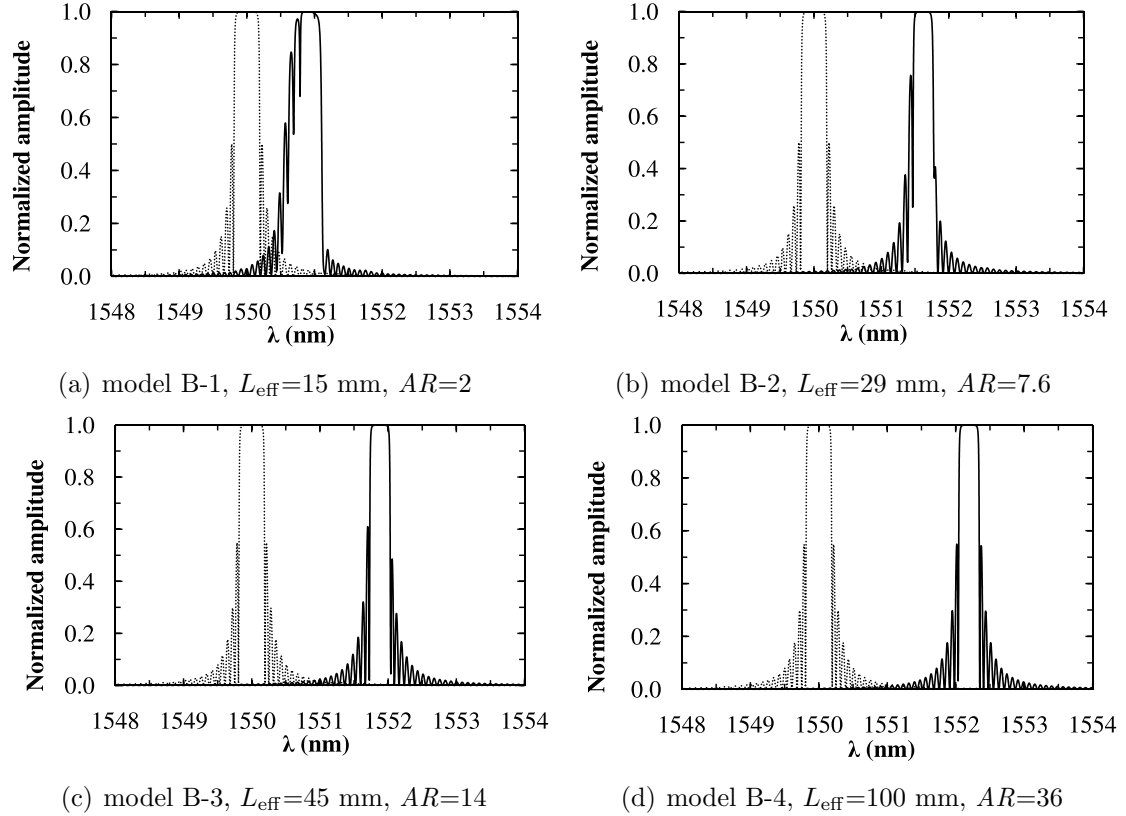 Normalized amplitude
1.0
0.8
0.6
0.4
0.2
0.0
1548 1549 1550 1551 1552 1553 1554
λ (nm)
(a) model B-1, L_eff=15 mm, AR=2
Normalized amplitude
1.0
0.8
0.6
0.4
0.2
0.0
1548 1549 1550 1551 1552 1553 1554
λ (nm)
(b) model B-2, L_eff=29 mm, AR=7.6
Normalized amplitude
1.0
0.8
0.6
0.4
0.2
0.0
1548 1549 1550 1551 1552 1553 1554
λ (nm)
(c) model B-3, L_eff=45 mm, AR=14
Normalized amplitude
1.0
0.8
0.6
0.4
0.2
0.0
1548 1549 1550 1551 1552 1553 1554
λ (nm)
(d) model B-4, L_eff=100 mm, AR=36